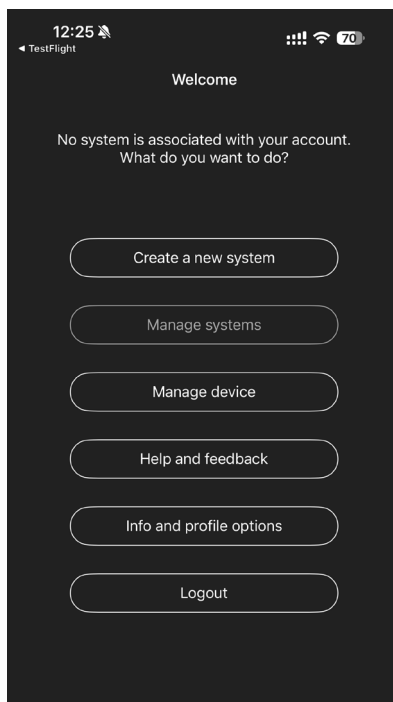 12:25
◀ TestFlight
70
Welcome
No system is associated with your account.
What do you want to do?
Create a new system
Manage systems
Manage device
Help and feedback
Info and profile options
Logout